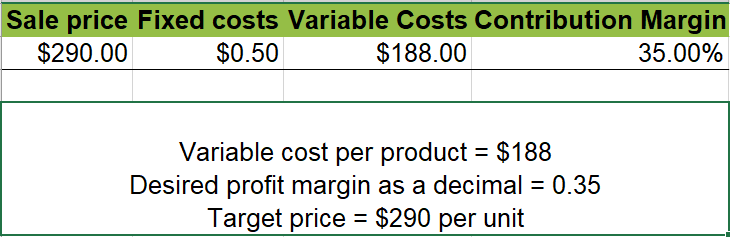 Sale price Fixed costs Variable Costs Contribution Margin
$290.00 $0.50 $188.00 35.00%
Variable cost per product = $188
Desired profit margin as a decimal = 0.35
Target price = $290 per unit